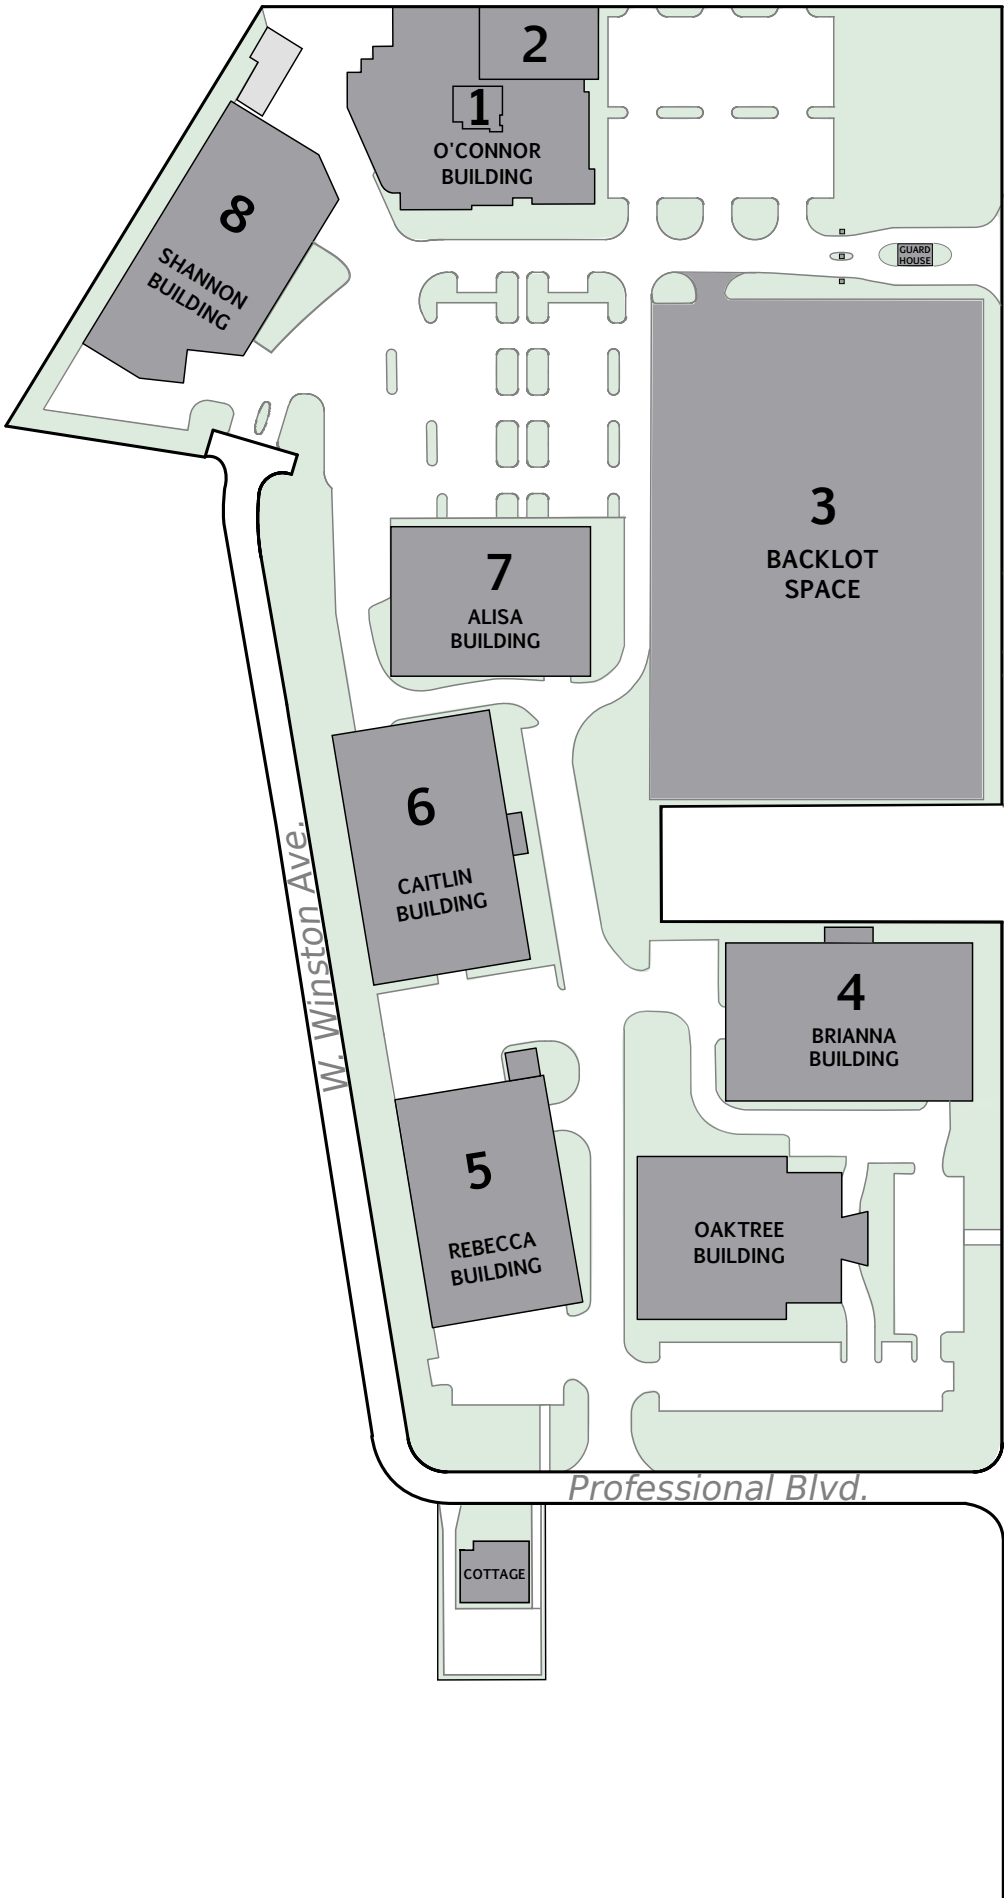 2
1
O'CONNOR
BUILDING
8
SHANNON
BUILDING
GUARD
HOUSE
3
BACKLOT
SPACE
7
ALISA
BUILDING
6
CAITLIN
BUILDING
W. Winston Ave.
4
BRIANNA
BUILDING
5
REBECCA
BUILDING
OAKTREE
BUILDING
Professional Blvd.
COTTAGE